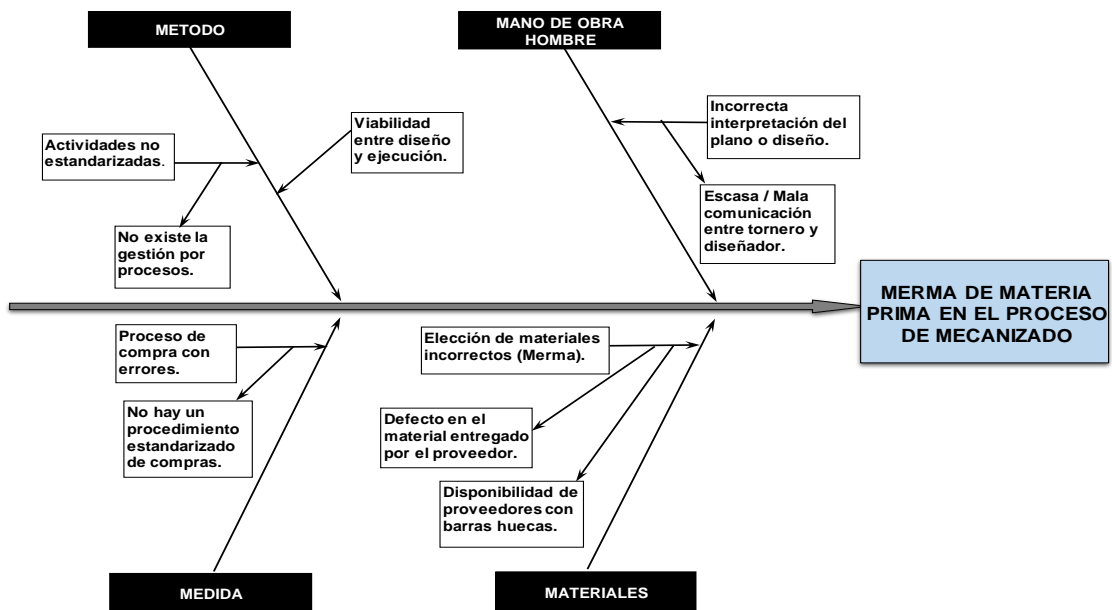 METODO
MANO DE OBRA
HOMBRE
Actividades no
estandarizadas.
Viabilidad
entre diseño
y ejecución.
Incorrecta
interpretación del
plano o diseño.
No existe la
gestión por
procesos.
Escasa / Mala
comunicación
entre tornero y
diseñador.
MERMA DE MATERIA
PRIMA EN EL PROCESO
DE MECANIZADO
Proceso de
compra con
errores.
Elección de materiales
incorrectos (Merma).
No hay un
procedimiento
estandarizado
de compras.
Defecto en el
material entregado
por el proveedor.
Disponibilidad de
proveedores con
barras huecas.
MEDIDA
MATERIALES